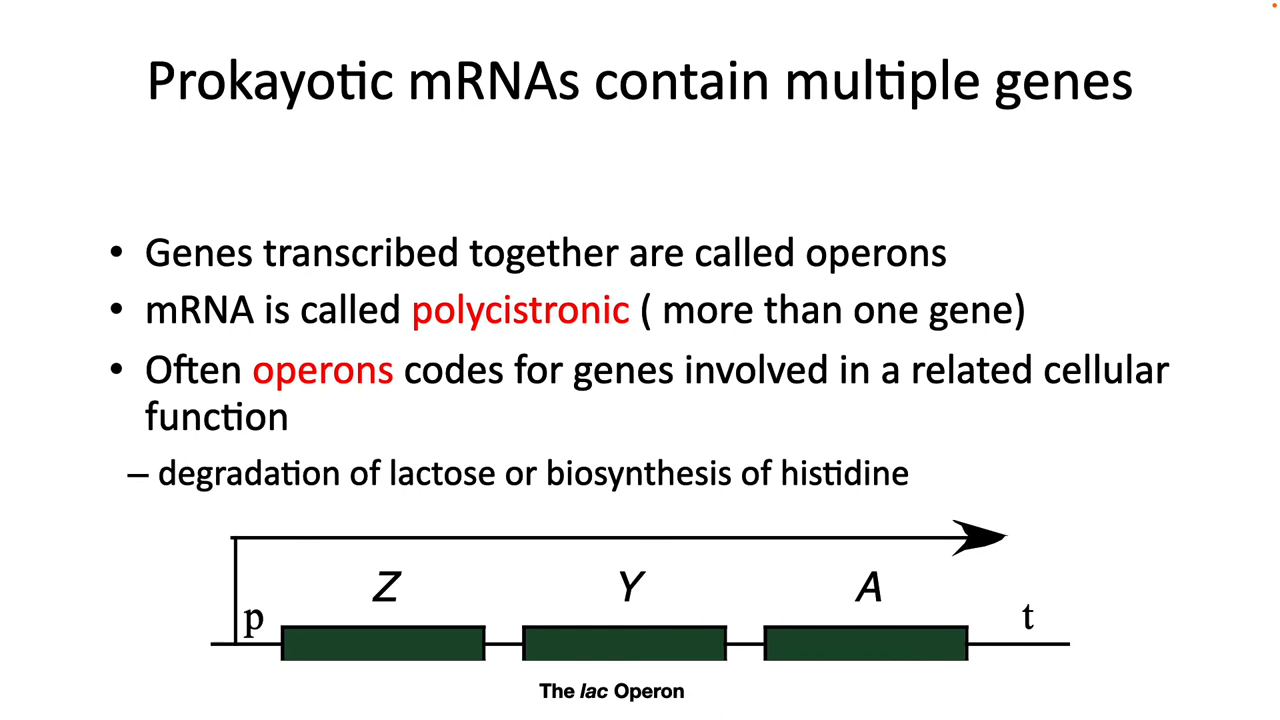 Prokayotic mRNAs contain multiple genes
• Genes transcribed together are called operons
• mRNA is called polycistronic ( more than one gene)
• Often operons codes for genes involved in a related cellular
function
– degradation of lactose or biosynthesis of histidine
Z Y A
p t
The lac Operon